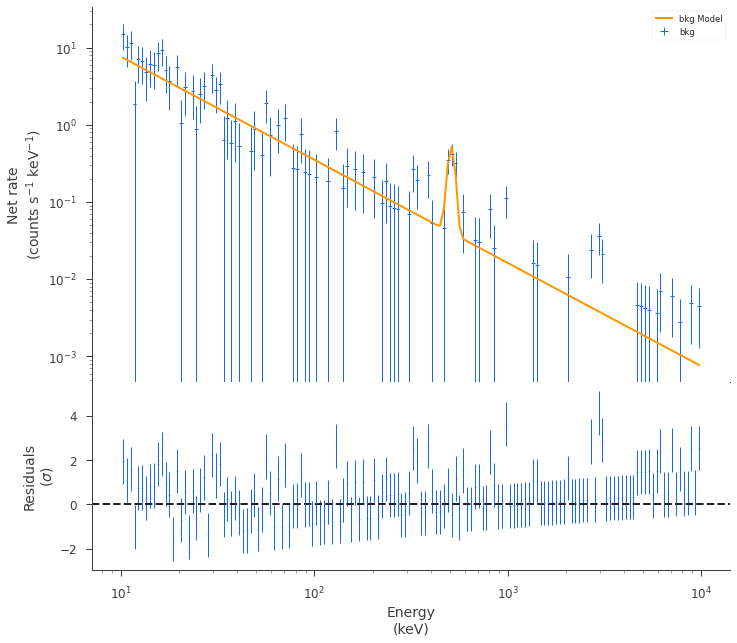 bkg Model
bkg
10¹
10⁰
10⁻¹
10⁻²
10⁻³
Net rate
(counts s⁻¹ keV⁻¹)
4
2
0
−2
Residuals
(σ)
10¹ 10² 10³ 10⁴
Energy
(keV)